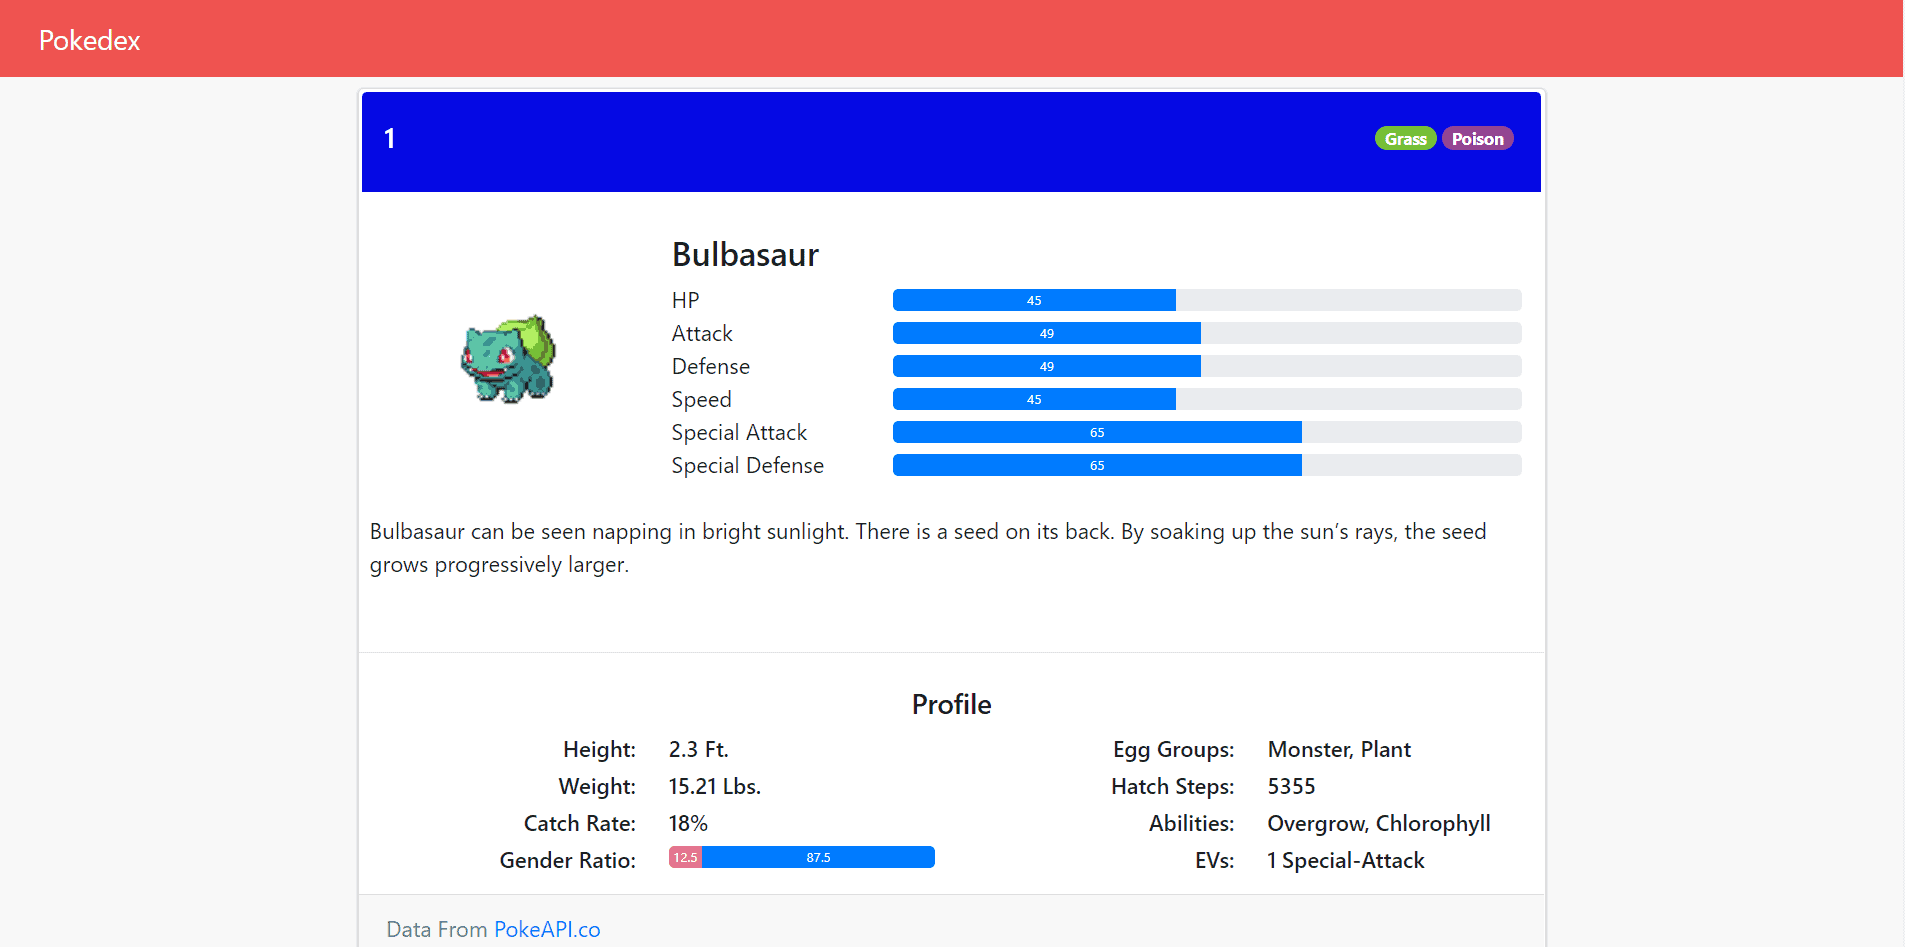 Pokedex
1
Grass Poison
Bulbasaur
HP 45
Attack 49
Defense 49
Speed 45
Special Attack 65
Special Defense 65
Bulbasaur can be seen napping in bright sunlight. There is a seed on its back. By soaking up the sun’s rays, the seed
grows progressively larger.
Profile
Height: 2.3 Ft.
Weight: 15.21 Lbs.
Catch Rate: 18%
Gender Ratio: 12.5 87.5
Egg Groups: Monster, Plant
Hatch Steps: 5355
Abilities: Overgrow, Chlorophyll
EVs: 1 Special-Attack
Data From PokeAPI.co